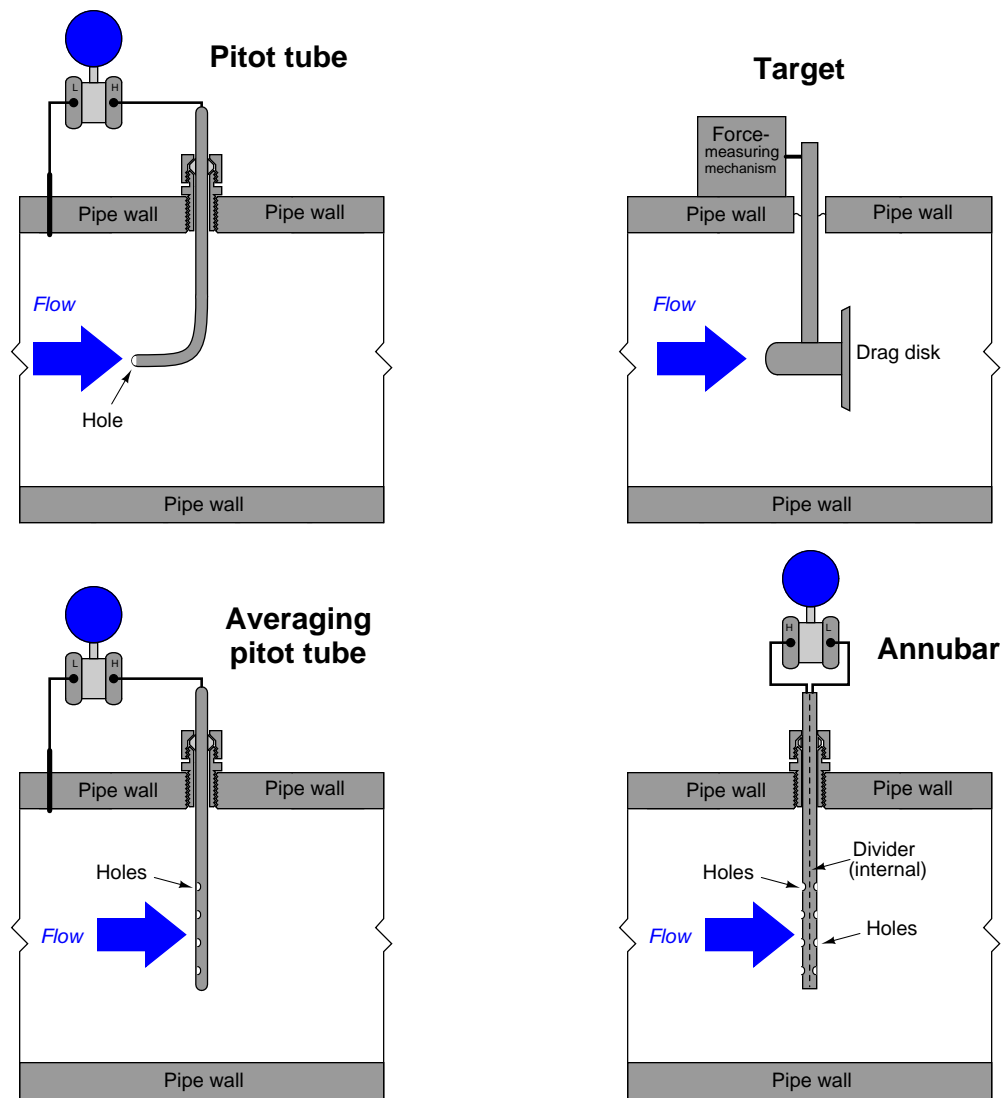 Pitot tube
L
H
Pipe wall
Pipe wall
Flow
Hole
Pipe wall
Target
Force-
measuring
mechanism
Pipe wall
Pipe wall
Flow
Drag disk
Pipe wall
Averaging
pitot tube
L
H
Pipe wall
Pipe wall
Holes
Flow
Pipe wall
Annubar
H
L
Pipe wall
Pipe wall
Divider
(internal)
Holes
Holes
Flow
Pipe wall